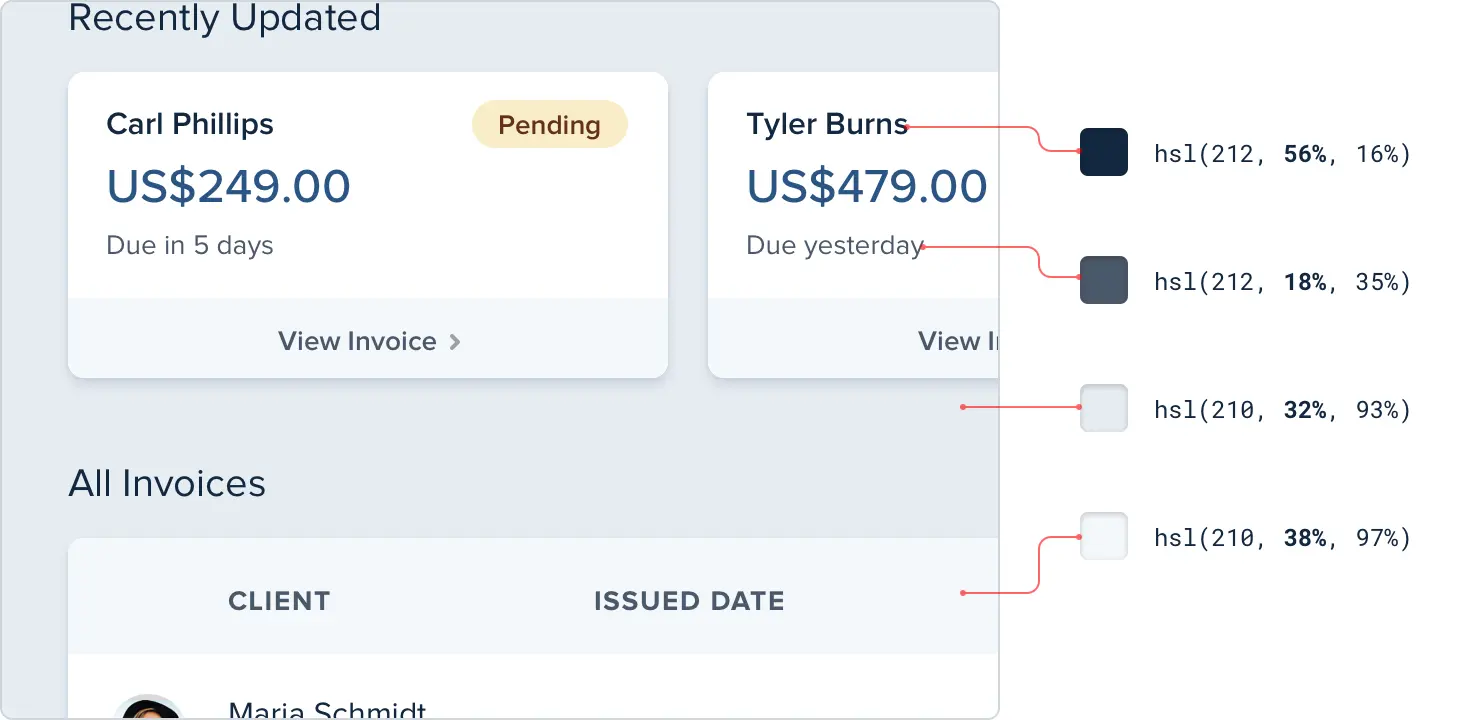 Recently Updated
Carl Phillips
Pending
US$249.00
Due in 5 days
View Invoice
Tyler Burns
US$479.00
Due yesterday
View I
hsl(212, 56%, 16%)
hsl(212, 18%, 35%)
hsl(210, 32%, 93%)
hsl(210, 38%, 97%)
All Invoices
CLIENT ISSUED DATE
Maria Schmidt